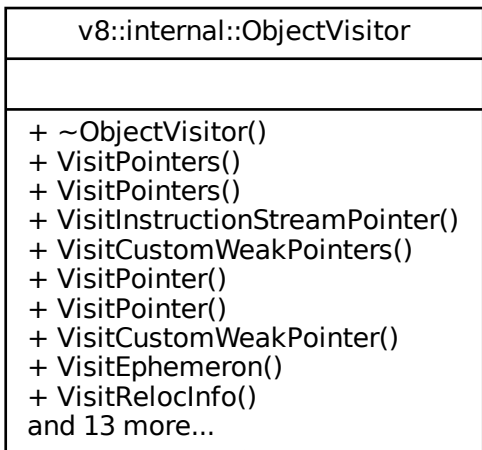 v8::internal::ObjectVisitor
+ ~ObjectVisitor()
+ VisitPointers()
+ VisitPointers()
+ VisitInstructionStreamPointer()
+ VisitCustomWeakPointers()
+ VisitPointer()
+ VisitPointer()
+ VisitCustomWeakPointer()
+ VisitEphemeron()
+ VisitRelocInfo()
and 13 more...